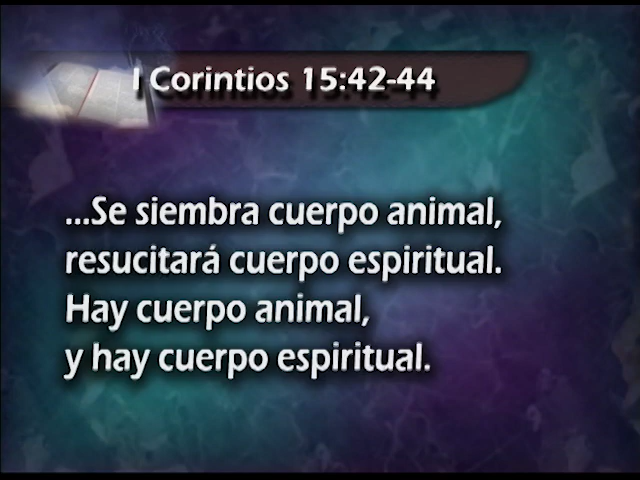 I Corintios 15:42-44
...Se siembra cuerpo animal,
resucitará cuerpo espiritual.
Hay cuerpo animal,
y hay cuerpo espiritual.